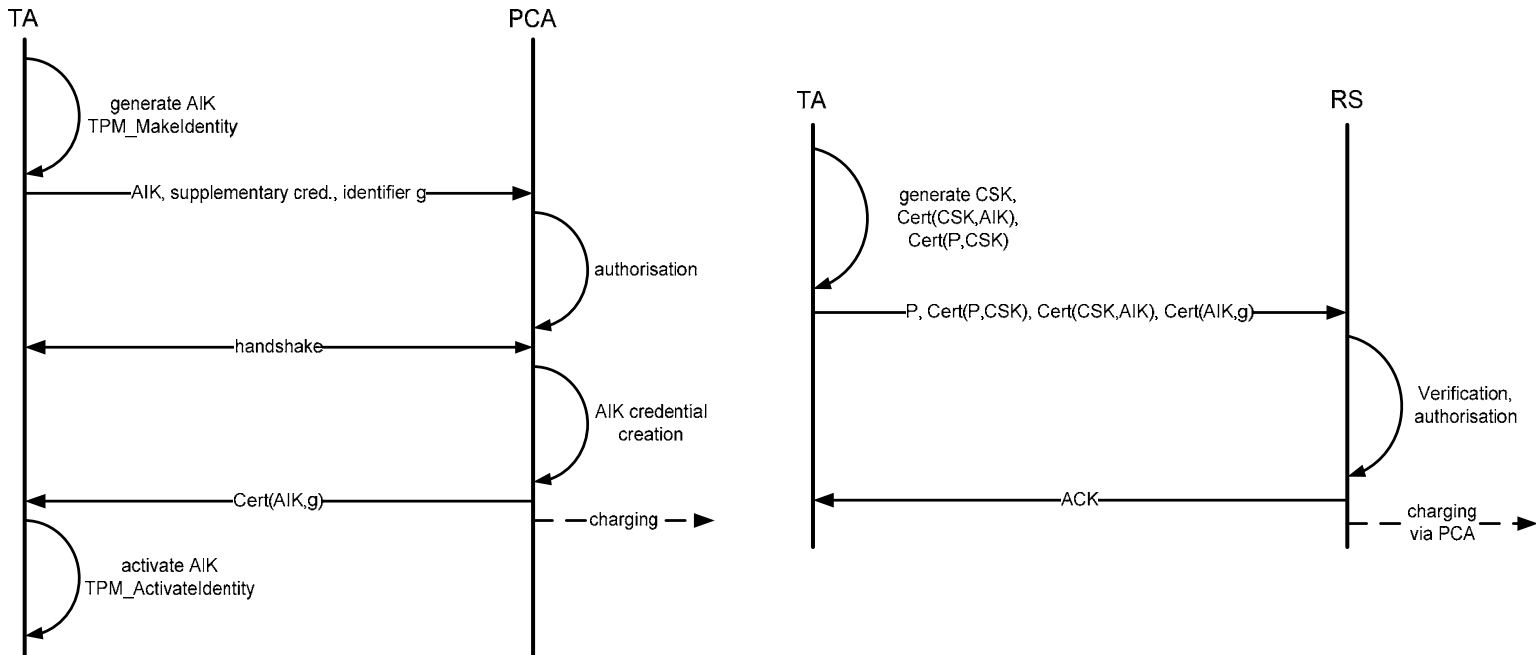 TA
PCA
generate AIK
TPM_MakeIdentity
AIK, supplementary cred., identifier g
authorisation
handshake
AIK credential
creation
Cert(AIK,g)
charging
activate AIK
TPM_ActivateIdentity
TA
RS
generate CSK,
Cert(CSK,AIK),
Cert(P,CSK)
P, Cert(P,CSK), Cert(CSK,AIK), Cert(AIK,g)
Verification,
authorisation
ACK
charging
via PCA